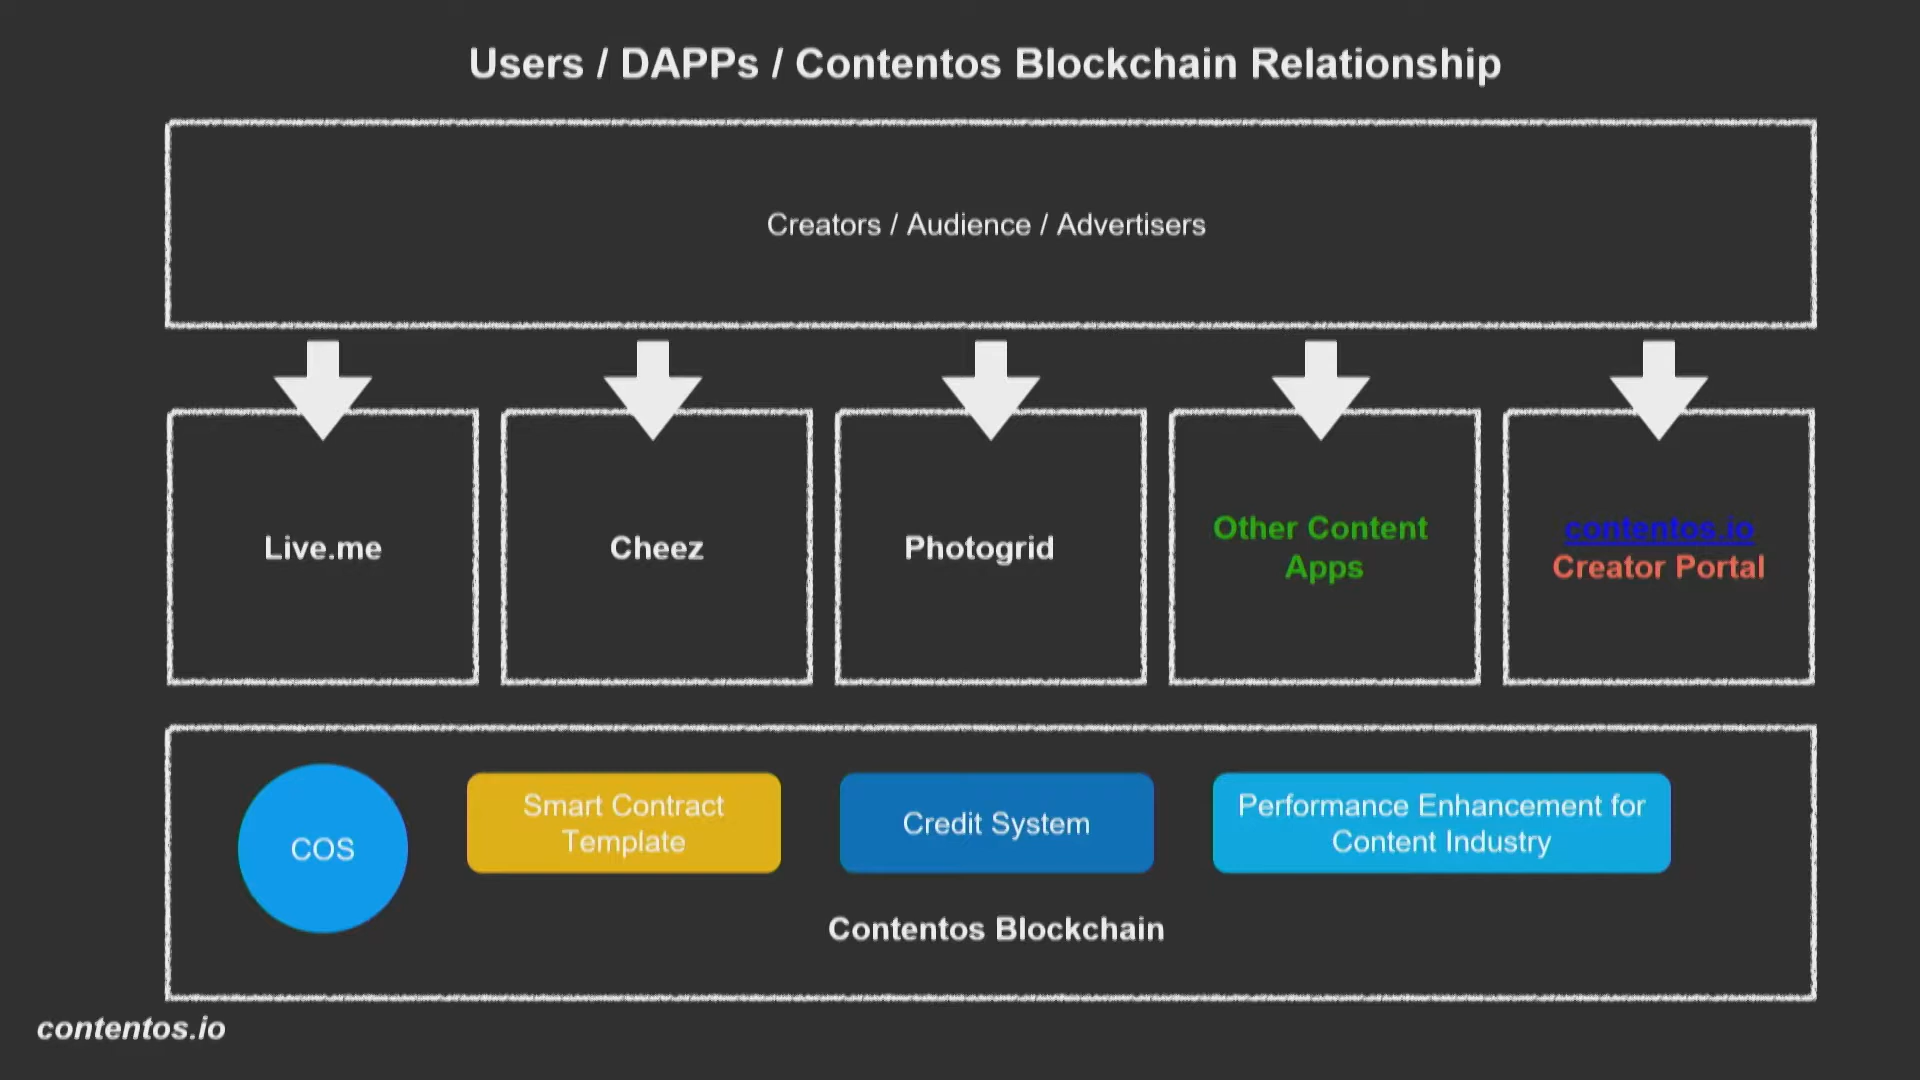 Users / DAPPs / Contentos Blockchain Relationship
Creators / Audience / Advertisers
Live.me
Cheez
Photogrid
Other Content
Apps
contentos.io
Creator Portal
COS
Smart Contract
Template
Credit System
Performance Enhancement for
Content Industry
Contentos Blockchain
contentos.io